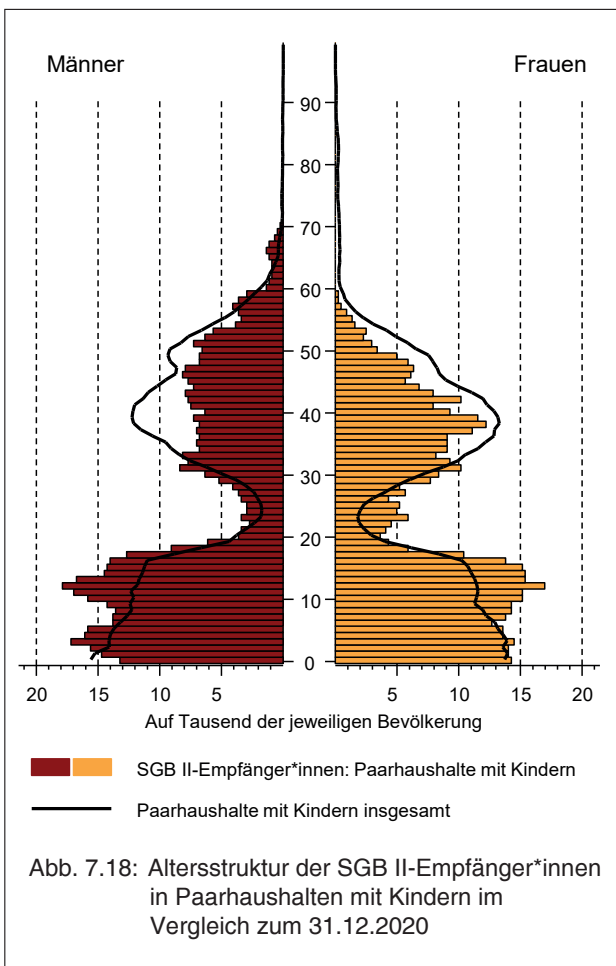 Männer Frauen
90
80
70
60
50
40
30
20
10
0
20 15 10 5 5 10 15 20
Auf Tausend der jeweiligen Bevölkerung
SGB II-Empfänger*innen: Paarhaushalte mit Kindern
Paarhaushalte mit Kindern insgesamt
Abb. 7.18: Altersstruktur der SGB II-Empfänger*innen
in Paarhaushalten mit Kindern im
Vergleich zum 31.12.2020